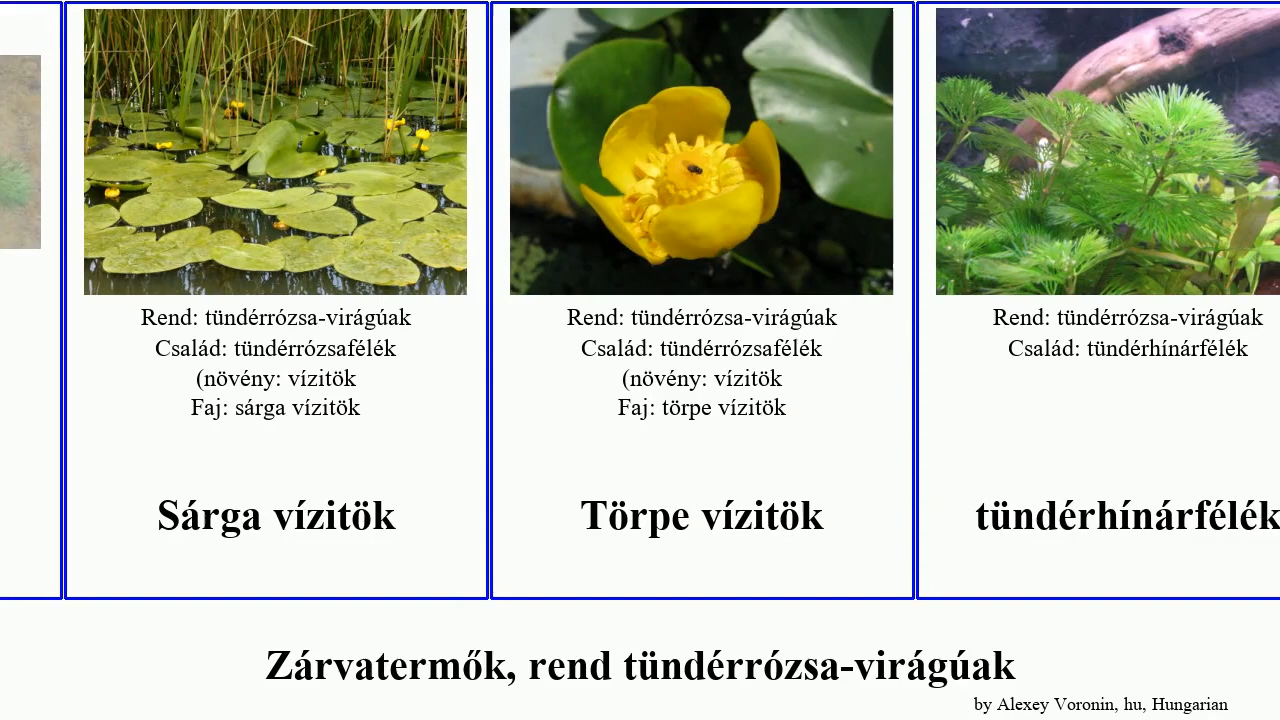 Rend: tündérrózsa-virágúak
Család: tündérrózsafélék
(növény: vízitök
Faj: sárga vízitök
Sárga vízitök
Rend: tündérrózsa-virágúak
Család: tündérrózsafélék
(növény: vízitök
Faj: törpe vízitök
Törpe vízitök
Rend: tündérrózsa-virágúak
Család: tündérhínárfélék
tündérhínárfélék
Zárvatermők, rend tündérrózsa-virágúak
by Alexey Voronin, hu, Hungarian